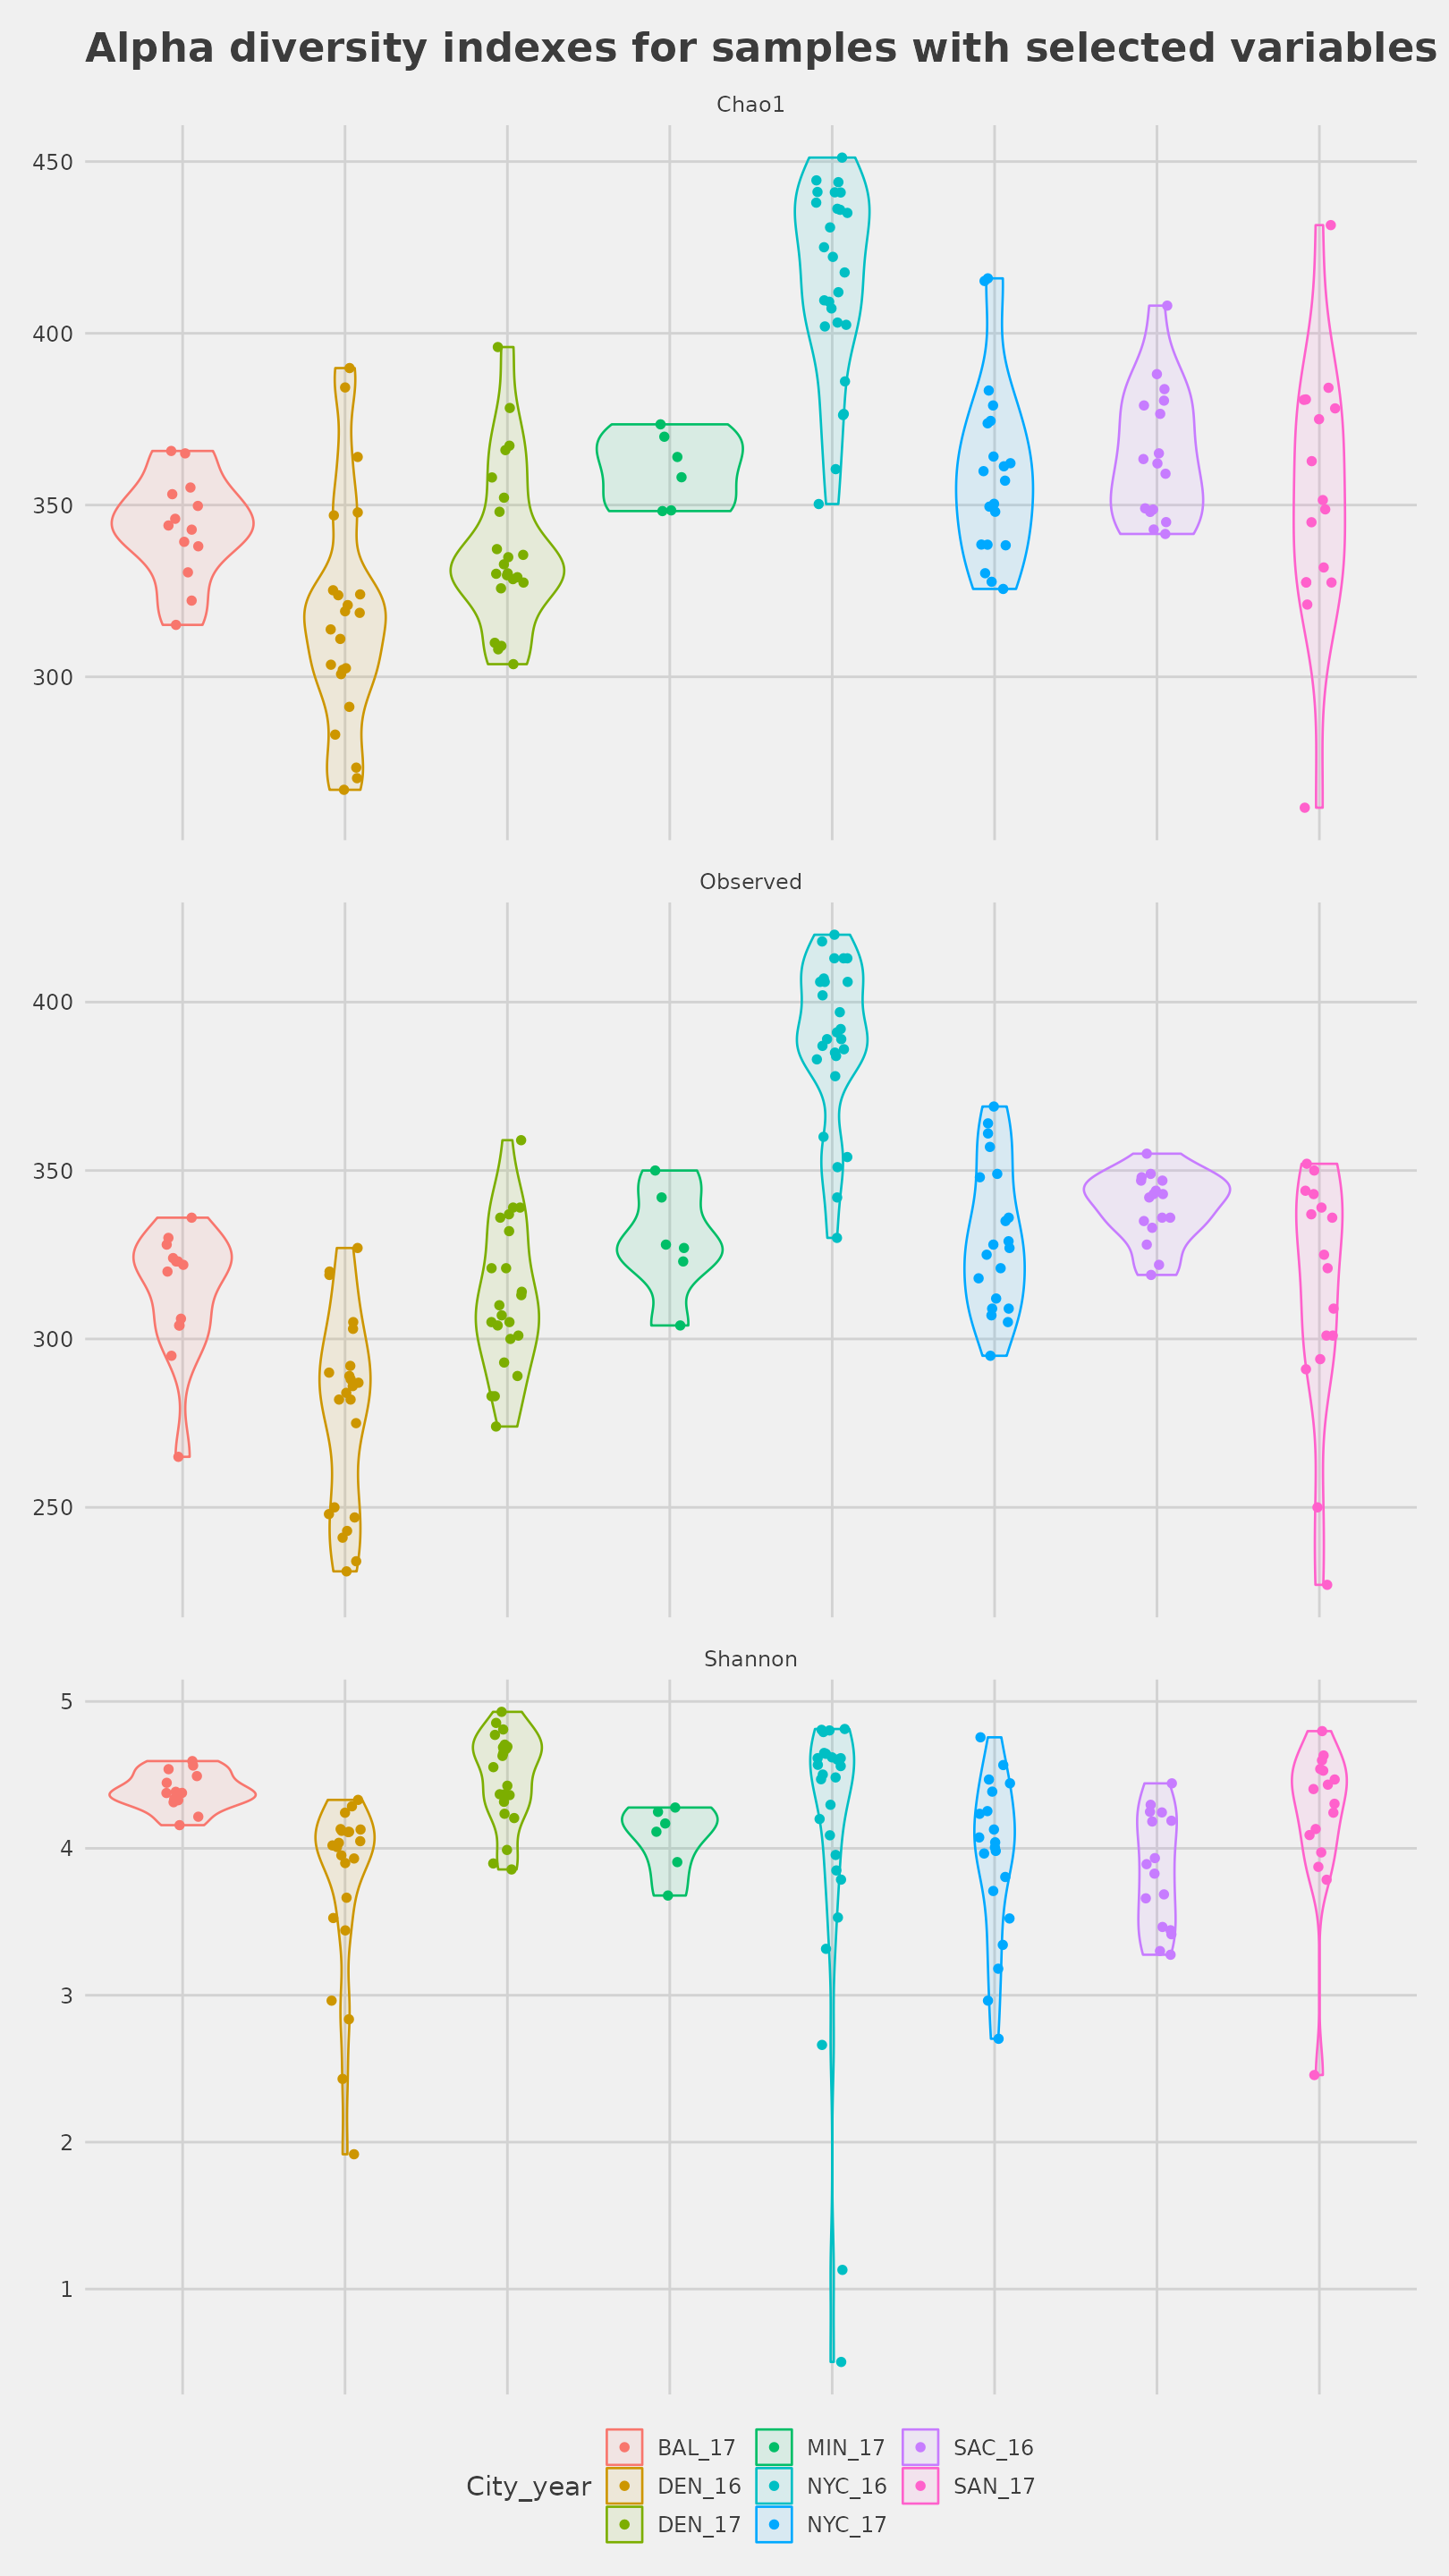 Alpha diversity indexes for samples with selected variables
Chao1
450
400
350
300
Observed
400
350
300
250
Shannon
5
4
3
2
1
City_year
BAL_17
DEN_16
DEN_17
MIN_17
NYC_16
NYC_17
SAC_16
SAN_17